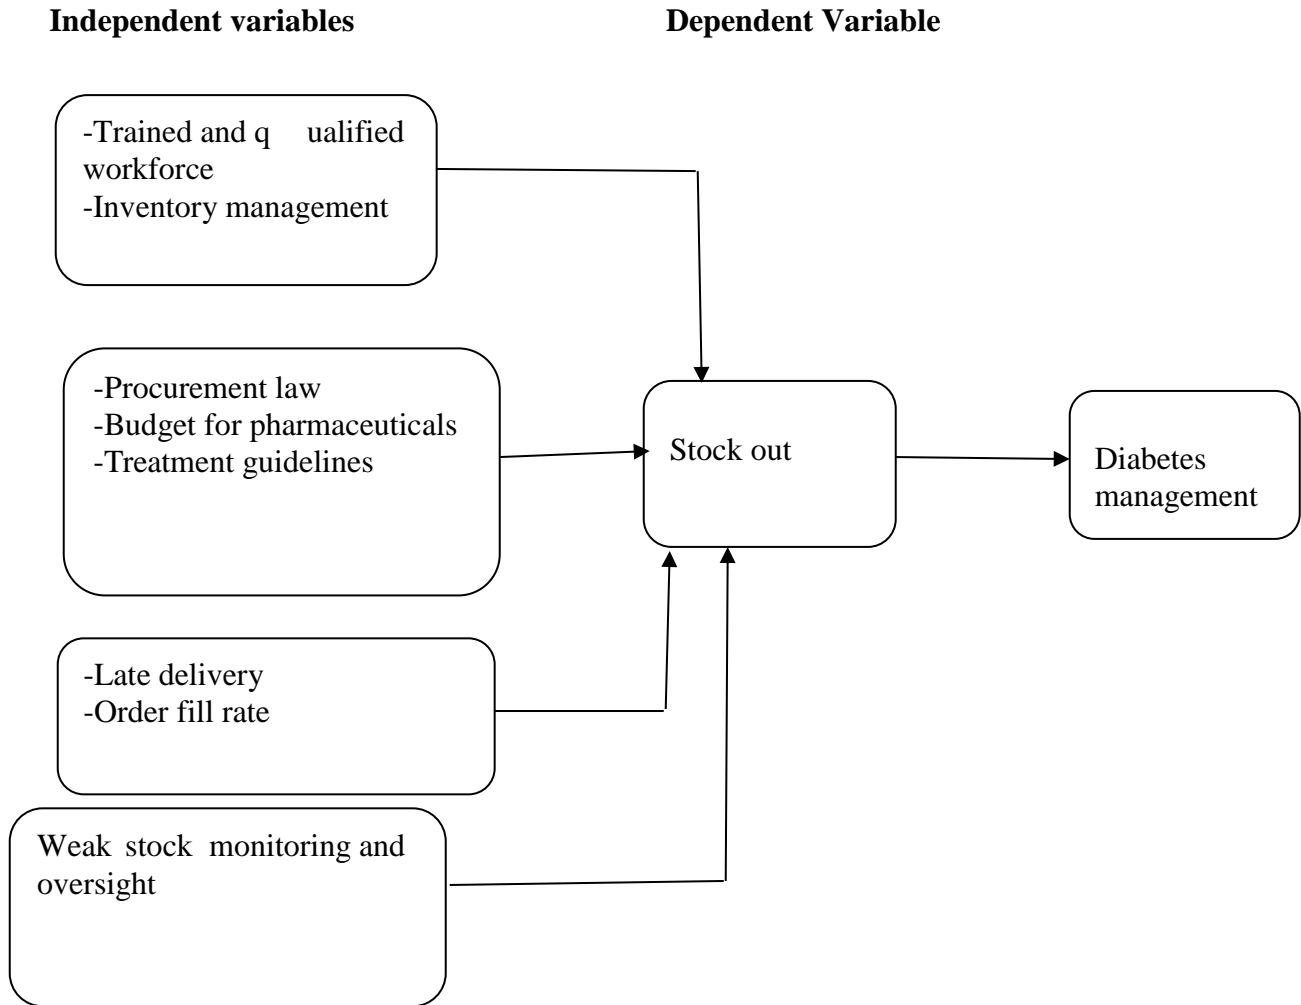 Independent variables
Dependent Variable
-Trained and q ualified
workforce
-Inventory management
-Procurement law
-Budget for pharmaceuticals
-Treatment guidelines
Stock out
Diabetes
management
-Late delivery
-Order fill rate
Weak stock monitoring and
oversight